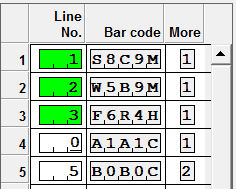 Line No. Bar code More
1 1 S8C9M 1
2 2 W5B9M 1
3 3 F6R4H 1
4 0 A1A1C 1
5 5 B0B0C 2